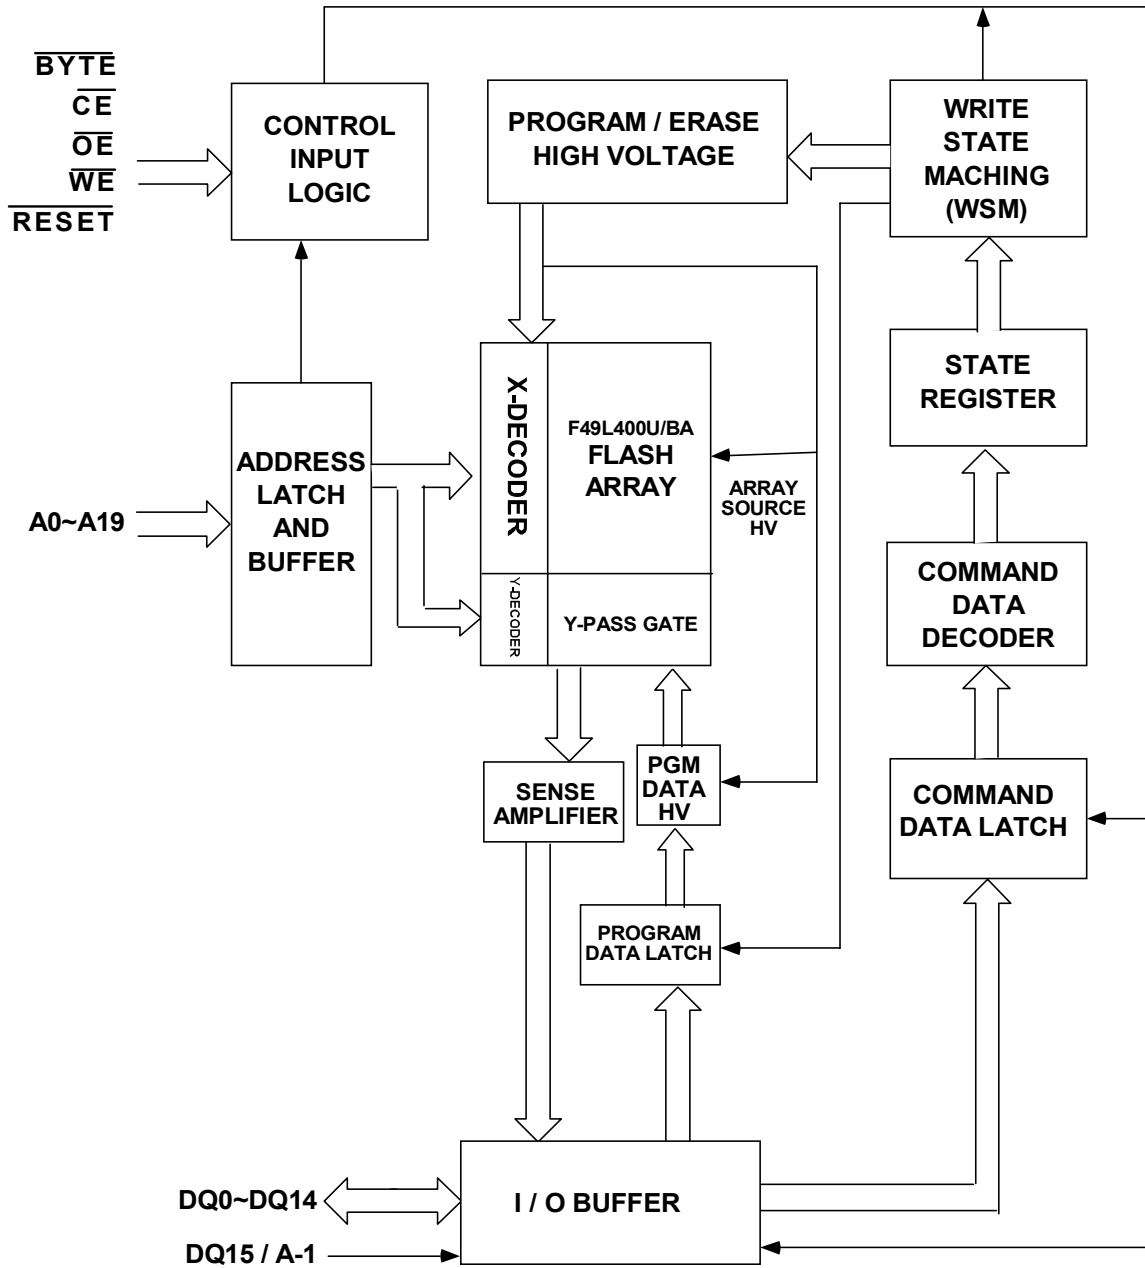 BYTE
CE
OE
WE
RESET
CONTROL
INPUT
LOGIC
PROGRAM / ERASE
HIGH VOLTAGE
WRITE
STATE
MACHING
(WSM)
STATE
REGISTER
X-DECODER
F49L400U/BA
FLASH
ARRAY
ADDRESS
LATCH
AND
BUFFER
A0~A19
ARRAY
SOURCE
HV
Y-DECODER
Y-PASS GATE
COMMAND
DATA
DECODER
SENSE
AMPLIFIER
PGM
DATA
HV
COMMAND
DATA LATCH
PROGRAM
DATA LATCH
DQ0~DQ14
I / O BUFFER
DQ15 / A-1